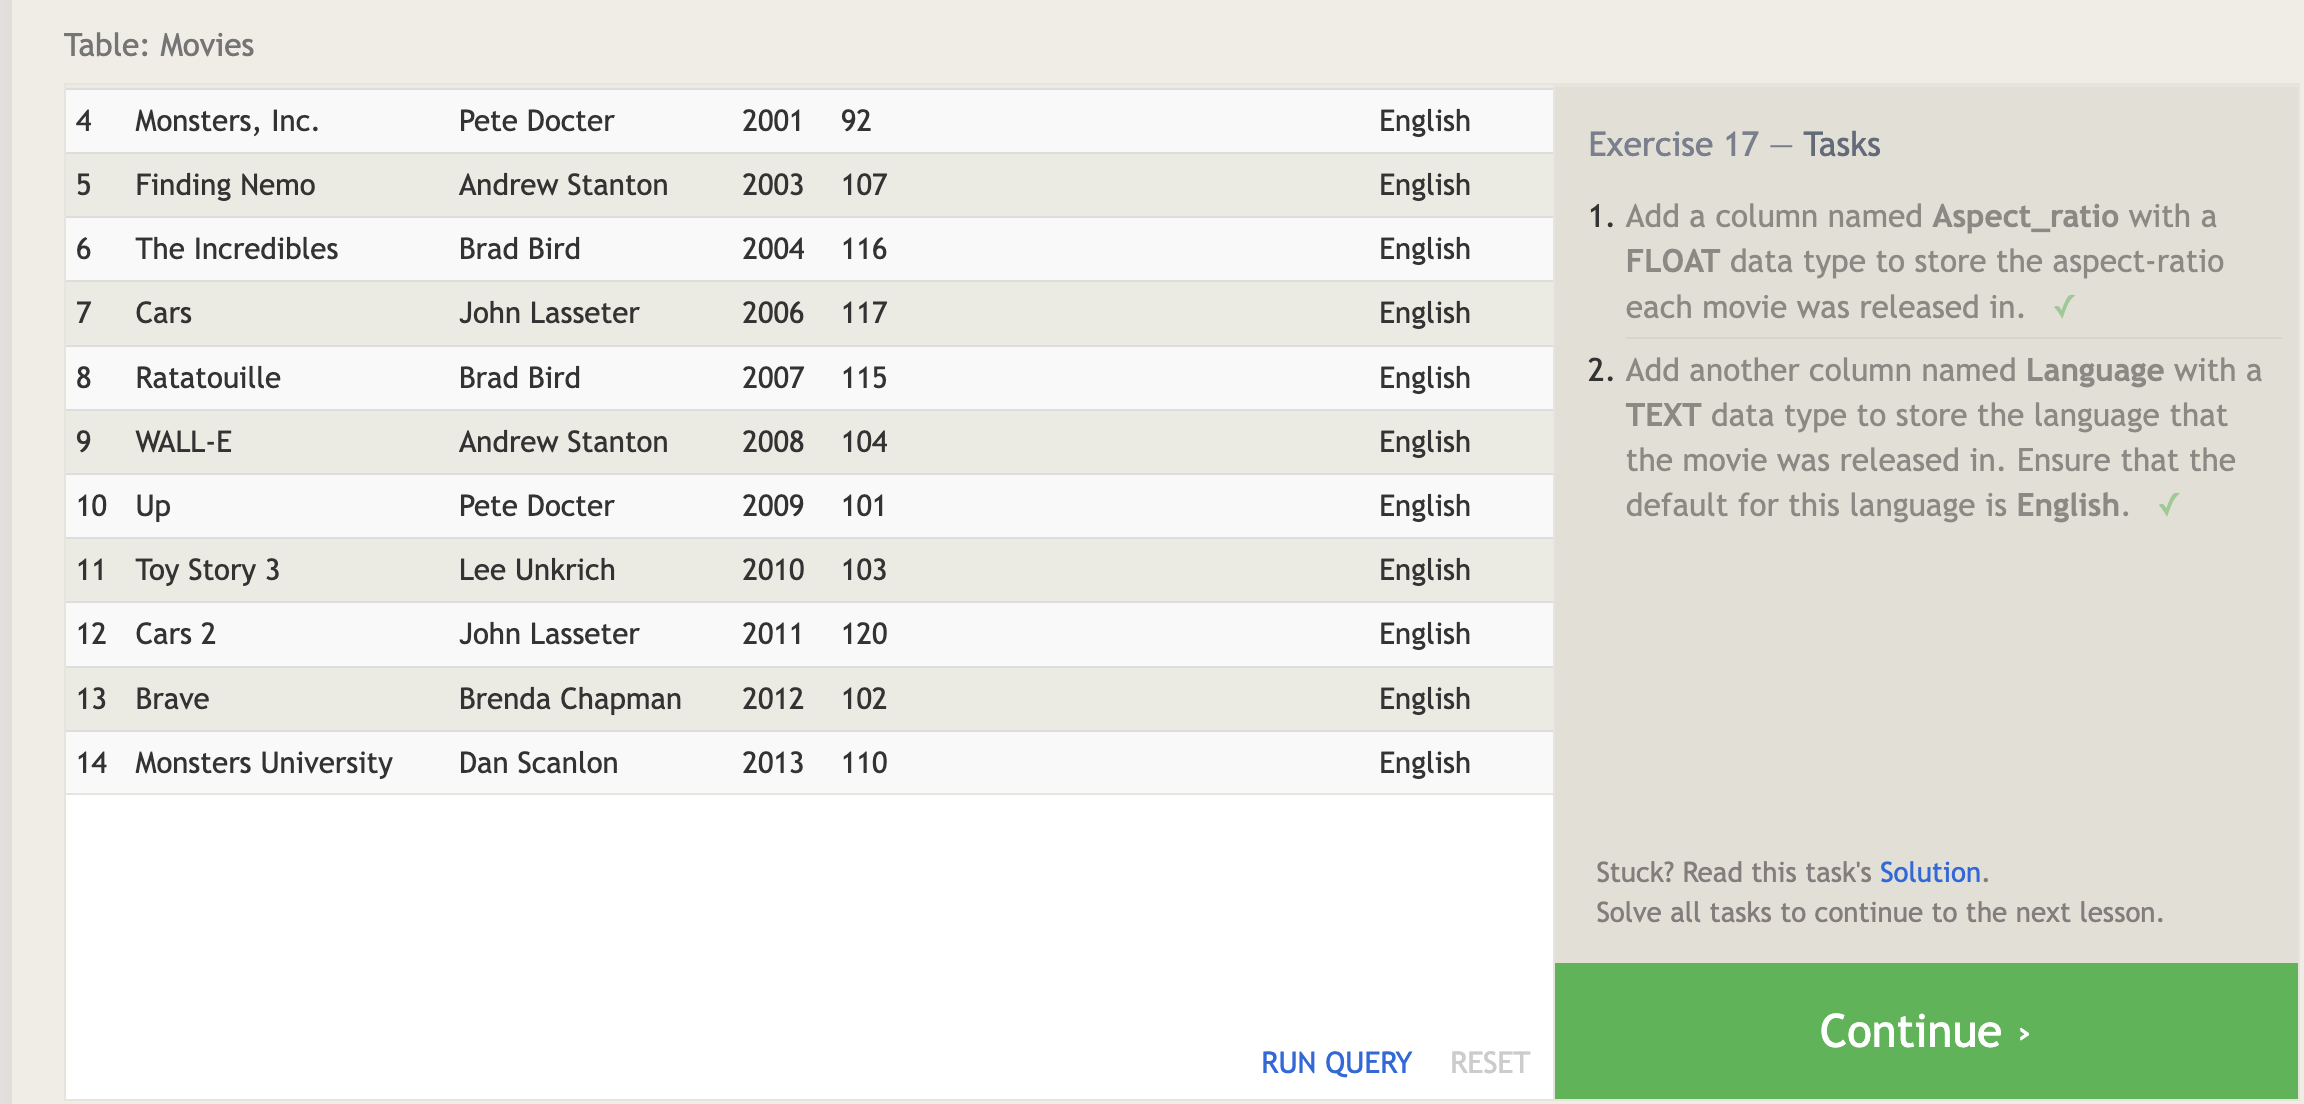 Table: Movies
4 Monsters, Inc. Pete Docter 2001 92 English
5 Finding Nemo Andrew Stanton 2003 107 English
6 The Incredibles Brad Bird 2004 116 English
7 Cars John Lasseter 2006 117 English
8 Ratatouille Brad Bird 2007 115 English
9 WALL-E Andrew Stanton 2008 104 English
10 Up Pete Docter 2009 101 English
11 Toy Story 3 Lee Unkrich 2010 103 English
12 Cars 2 John Lasseter 2011 120 English
13 Brave Brenda Chapman 2012 102 English
14 Monsters University Dan Scanlon 2013 110 English
RUN QUERY RESET
Exercise 17 — Tasks
1. Add a column named Aspect_ratio with a
FLOAT data type to store the aspect-ratio
each movie was released in. ✓
2. Add another column named Language with a
TEXT data type to store the language that
the movie was released in. Ensure that the
default for this language is English. ✓
Stuck? Read this task's Solution.
Solve all tasks to continue to the next lesson.
Continue ›